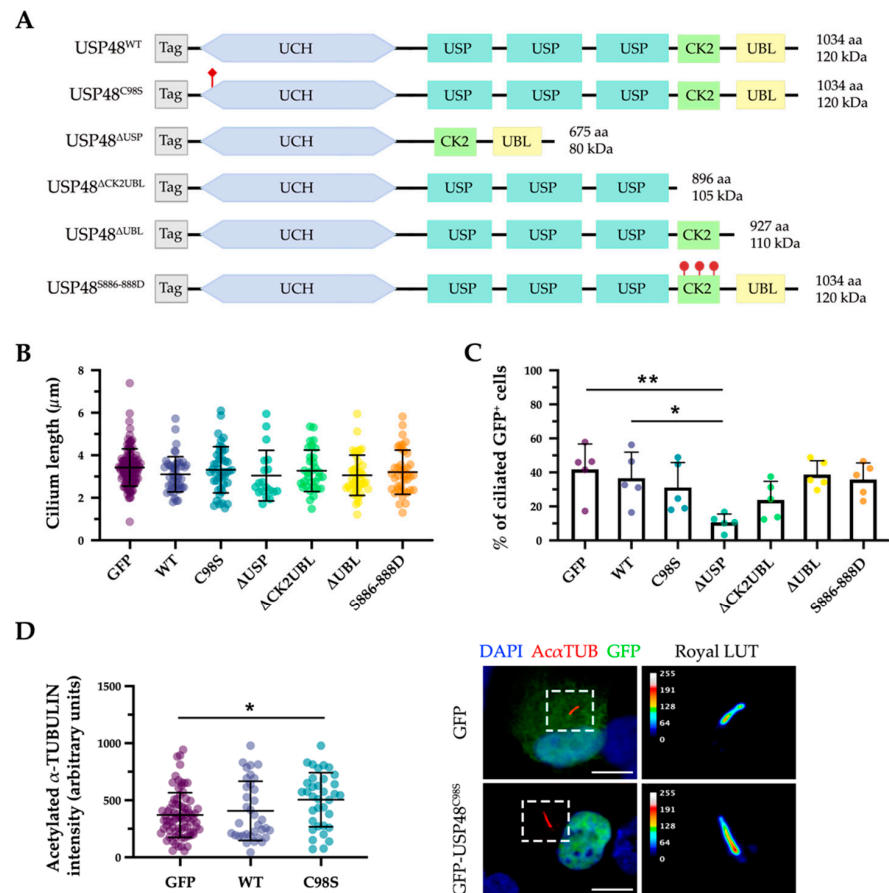 A
USP48WT Tag UCH USP USP USP CK2 UBL 1034 aa
120 kDa
USP48C98S Tag UCH USP USP USP CK2 UBL 1034 aa
120 kDa
USP48ΔUSP Tag UCH CK2 UBL 675 aa
80 kDa
USP48ΔCK2UBL Tag UCH USP USP USP 896 aa
105 kDa
USP48ΔUBL Tag UCH USP USP USP CK2 927 aa
110 kDa
USP48S886-888D Tag UCH USP USP USP CK2 UBL 1034 aa
120 kDa
B
Cilium length (μm)
8
6
4
2
0
GFP WT C98S ΔUSP ΔCK2UBL ΔUBL S886-888D
C
% of ciliated GFP+ cells
100
80
60
40
20
0
**
*
GFP WT C98S ΔUSP ΔCK2UBL ΔUBL S886-888D
D
Acetylated α-TUBULIN
intensity (arbitrary units)
1500
1000
500
0
*
GFP WT C98S
DAPI AcαTUB GFP Royal LUT
GFP
255
191
128
64
0
GFP-USP48C98S
255
191
128
64
0